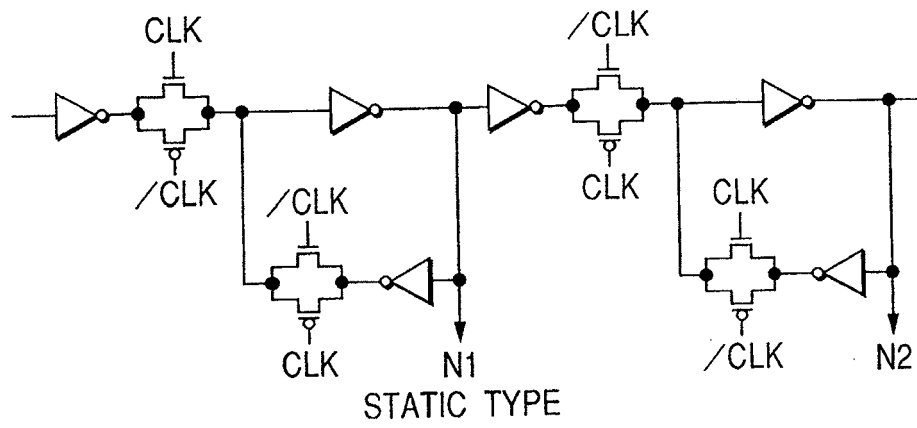 CLK
/CLK
/CLK
CLK
/CLK
CLK
CLK
/CLK
N1
N2
STATIC TYPE